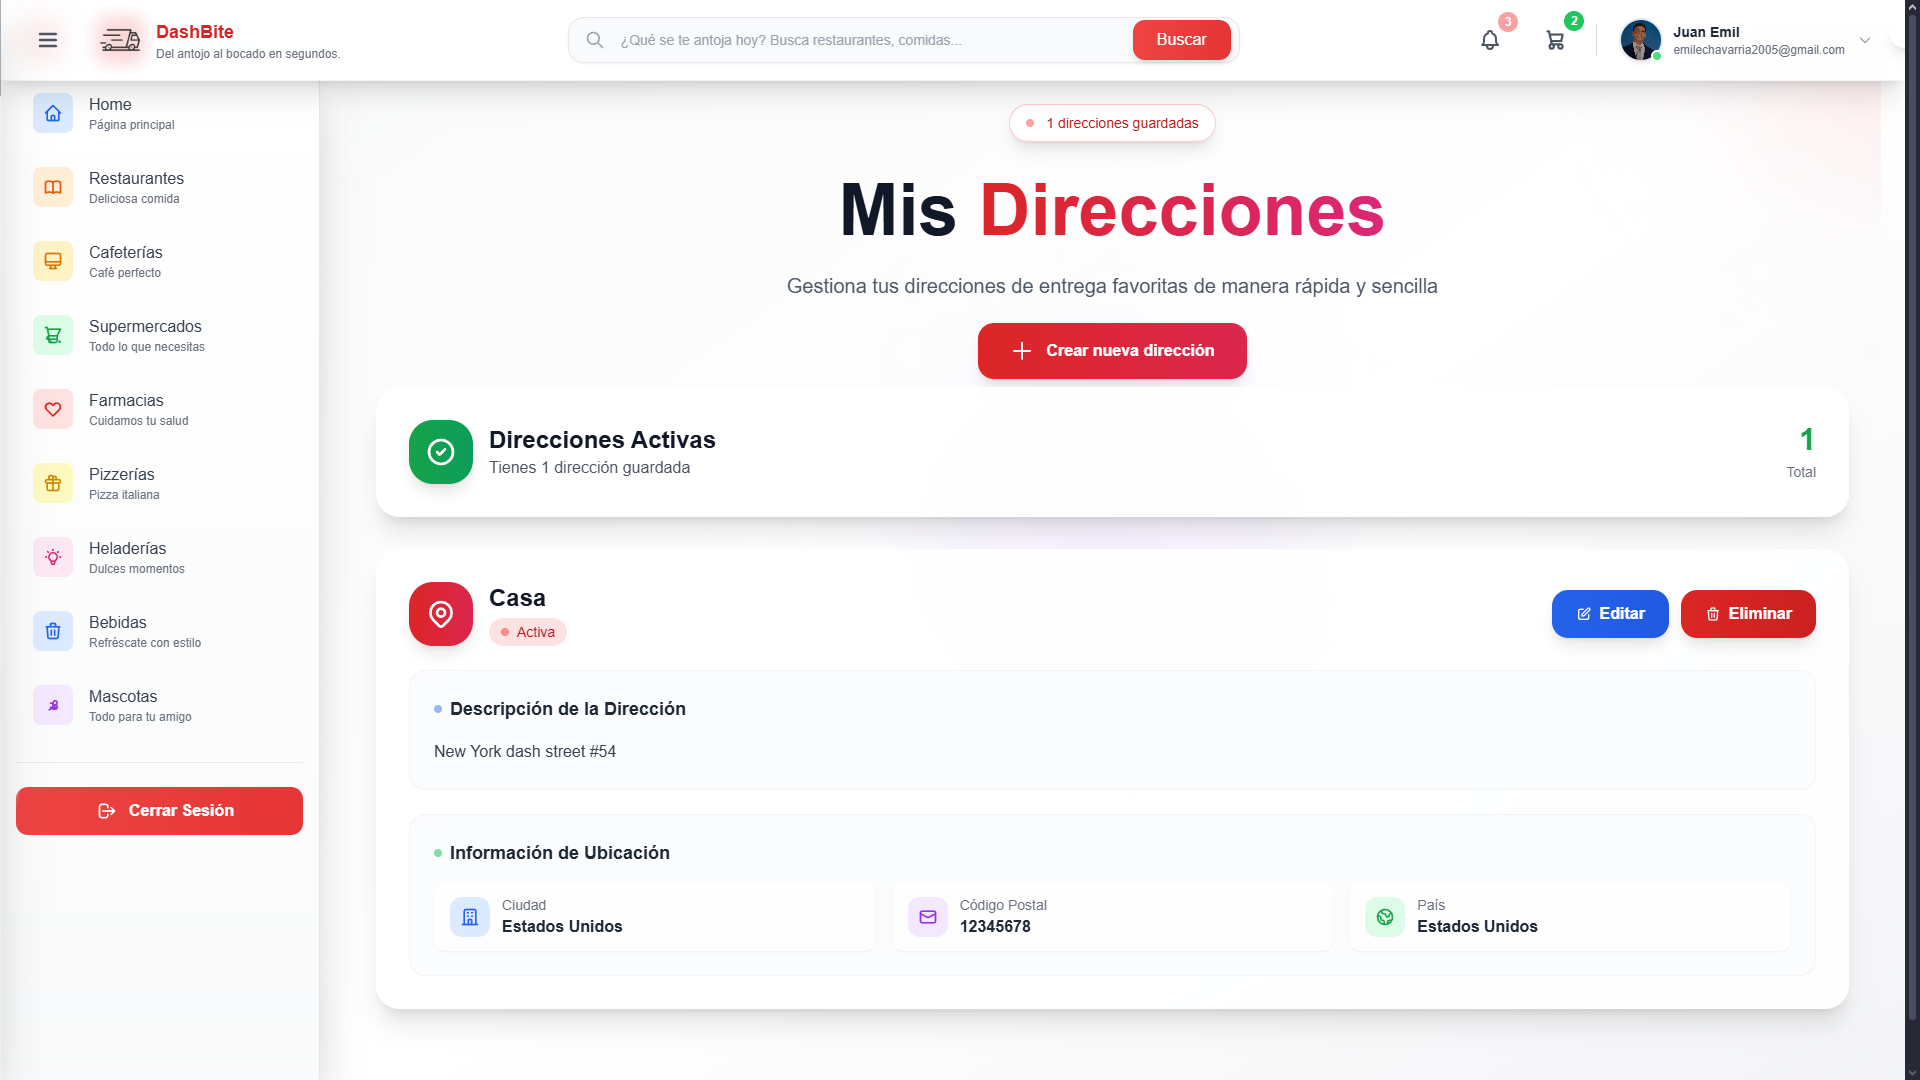 DashBite
Del antojo al bocado en segundos.
¿Qué se te antoja hoy? Busca restaurantes, comidas...
Buscar
3
2
Juan Emil
emilechavarria2005@gmail.com
Home
Página principal
Restaurantes
Deliciosa comida
Cafeterías
Café perfecto
Supermercados
Todo lo que necesitas
Farmacias
Cuidamos tu salud
Pizzerías
Pizza italiana
Heladerías
Dulces momentos
Bebidas
Refréscate con estilo
Mascotas
Todo para tu amigo
Cerrar Sesión
1 direcciones guardadas
Mis Direcciones
Gestiona tus direcciones de entrega favoritas de manera rápida y sencilla
Crear nueva dirección
Direcciones Activas
Tienes 1 dirección guardada
1
Total
Casa
Activa
Editar
Eliminar
Descripción de la Dirección
New York dash street #54
Información de Ubicación
Ciudad
Estados Unidos
Código Postal
12345678
País
Estados Unidos